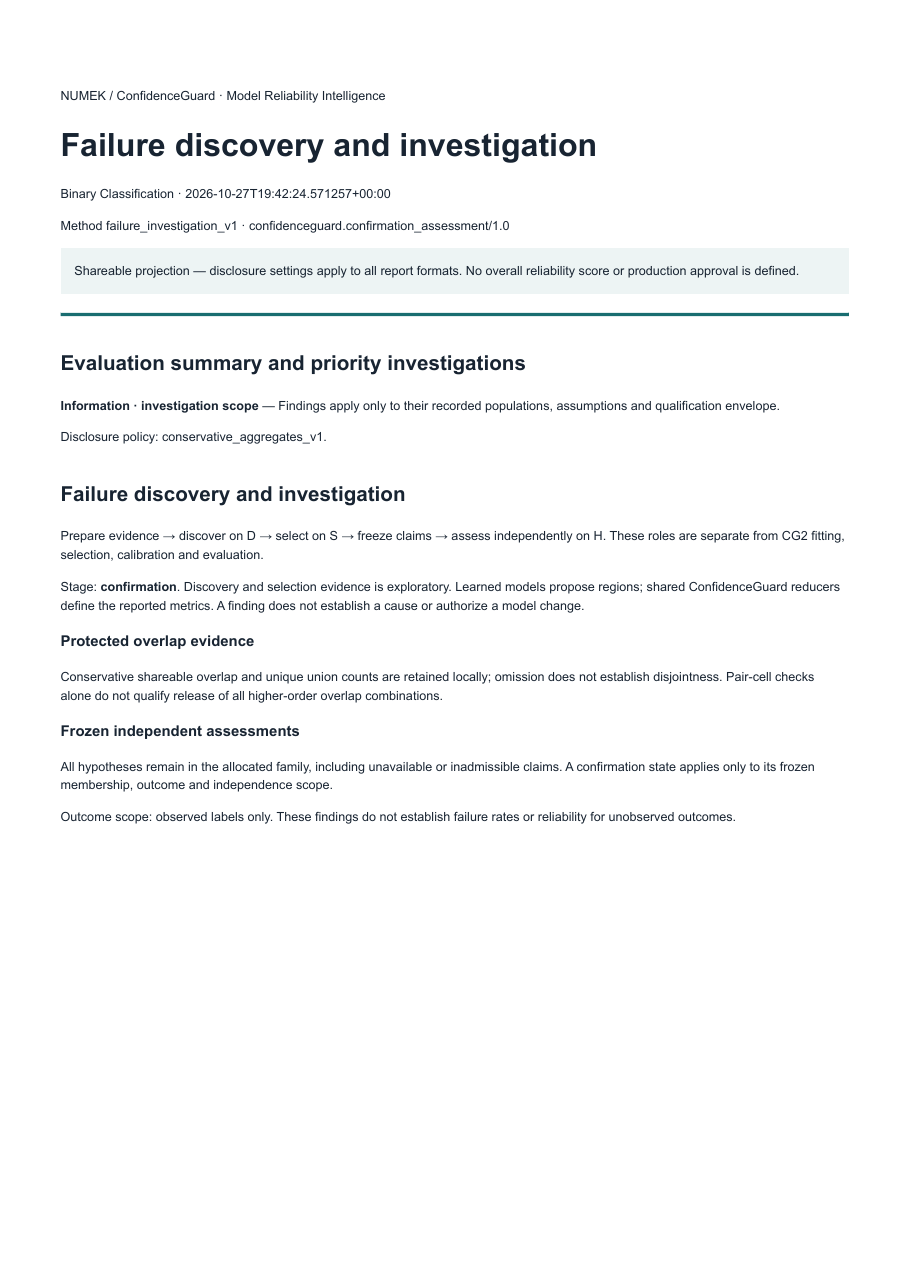 NUMEK / ConfidenceGuard · Model Reliability Intelligence
Failure discovery and investigation
Binary Classification · 2026-10-27T19:42:24.571257+00:00
Method failure_investigation_v1 · confidenceguard.confirmation_assessment/1.0
Shareable projection — disclosure settings apply to all report formats. No overall reliability score or production approval is defined.
Evaluation summary and priority investigations
Information · investigation scope — Findings apply only to their recorded populations, assumptions and qualification envelope.
Disclosure policy: conservative_aggregates_v1.
Failure discovery and investigation
Prepare evidence → discover on D → select on S → freeze claims → assess independently on H. These roles are separate from CG2 fitting,
selection, calibration and evaluation.
Stage: confirmation. Discovery and selection evidence is exploratory. Learned models propose regions; shared ConfidenceGuard reducers
define the reported metrics. A finding does not establish a cause or authorize a model change.
Protected overlap evidence
Conservative shareable overlap and unique union counts are retained locally; omission does not establish disjointness. Pair-cell checks
alone do not qualify release of all higher-order overlap combinations.
Frozen independent assessments
All hypotheses remain in the allocated family, including unavailable or inadmissible claims. A confirmation state applies only to its frozen
membership, outcome and independence scope.
Outcome scope: observed labels only. These findings do not establish failure rates or reliability for unobserved outcomes.